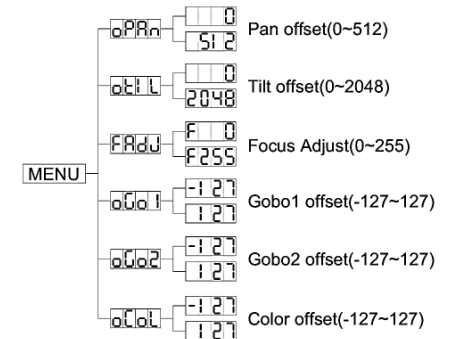 MENU
oPAn
0
512
Pan offset(0~512)
otIL
0
2048
Tilt offset(0~2048)
FAdJ
F 0
F255
Focus Adjust(0~255)
oGo1
-127
127
Gobo1 offset(-127~127)
oGo2
-127
127
Gobo2 offset(-127~127)
oCoL
-127
127
Color offset(-127~127)